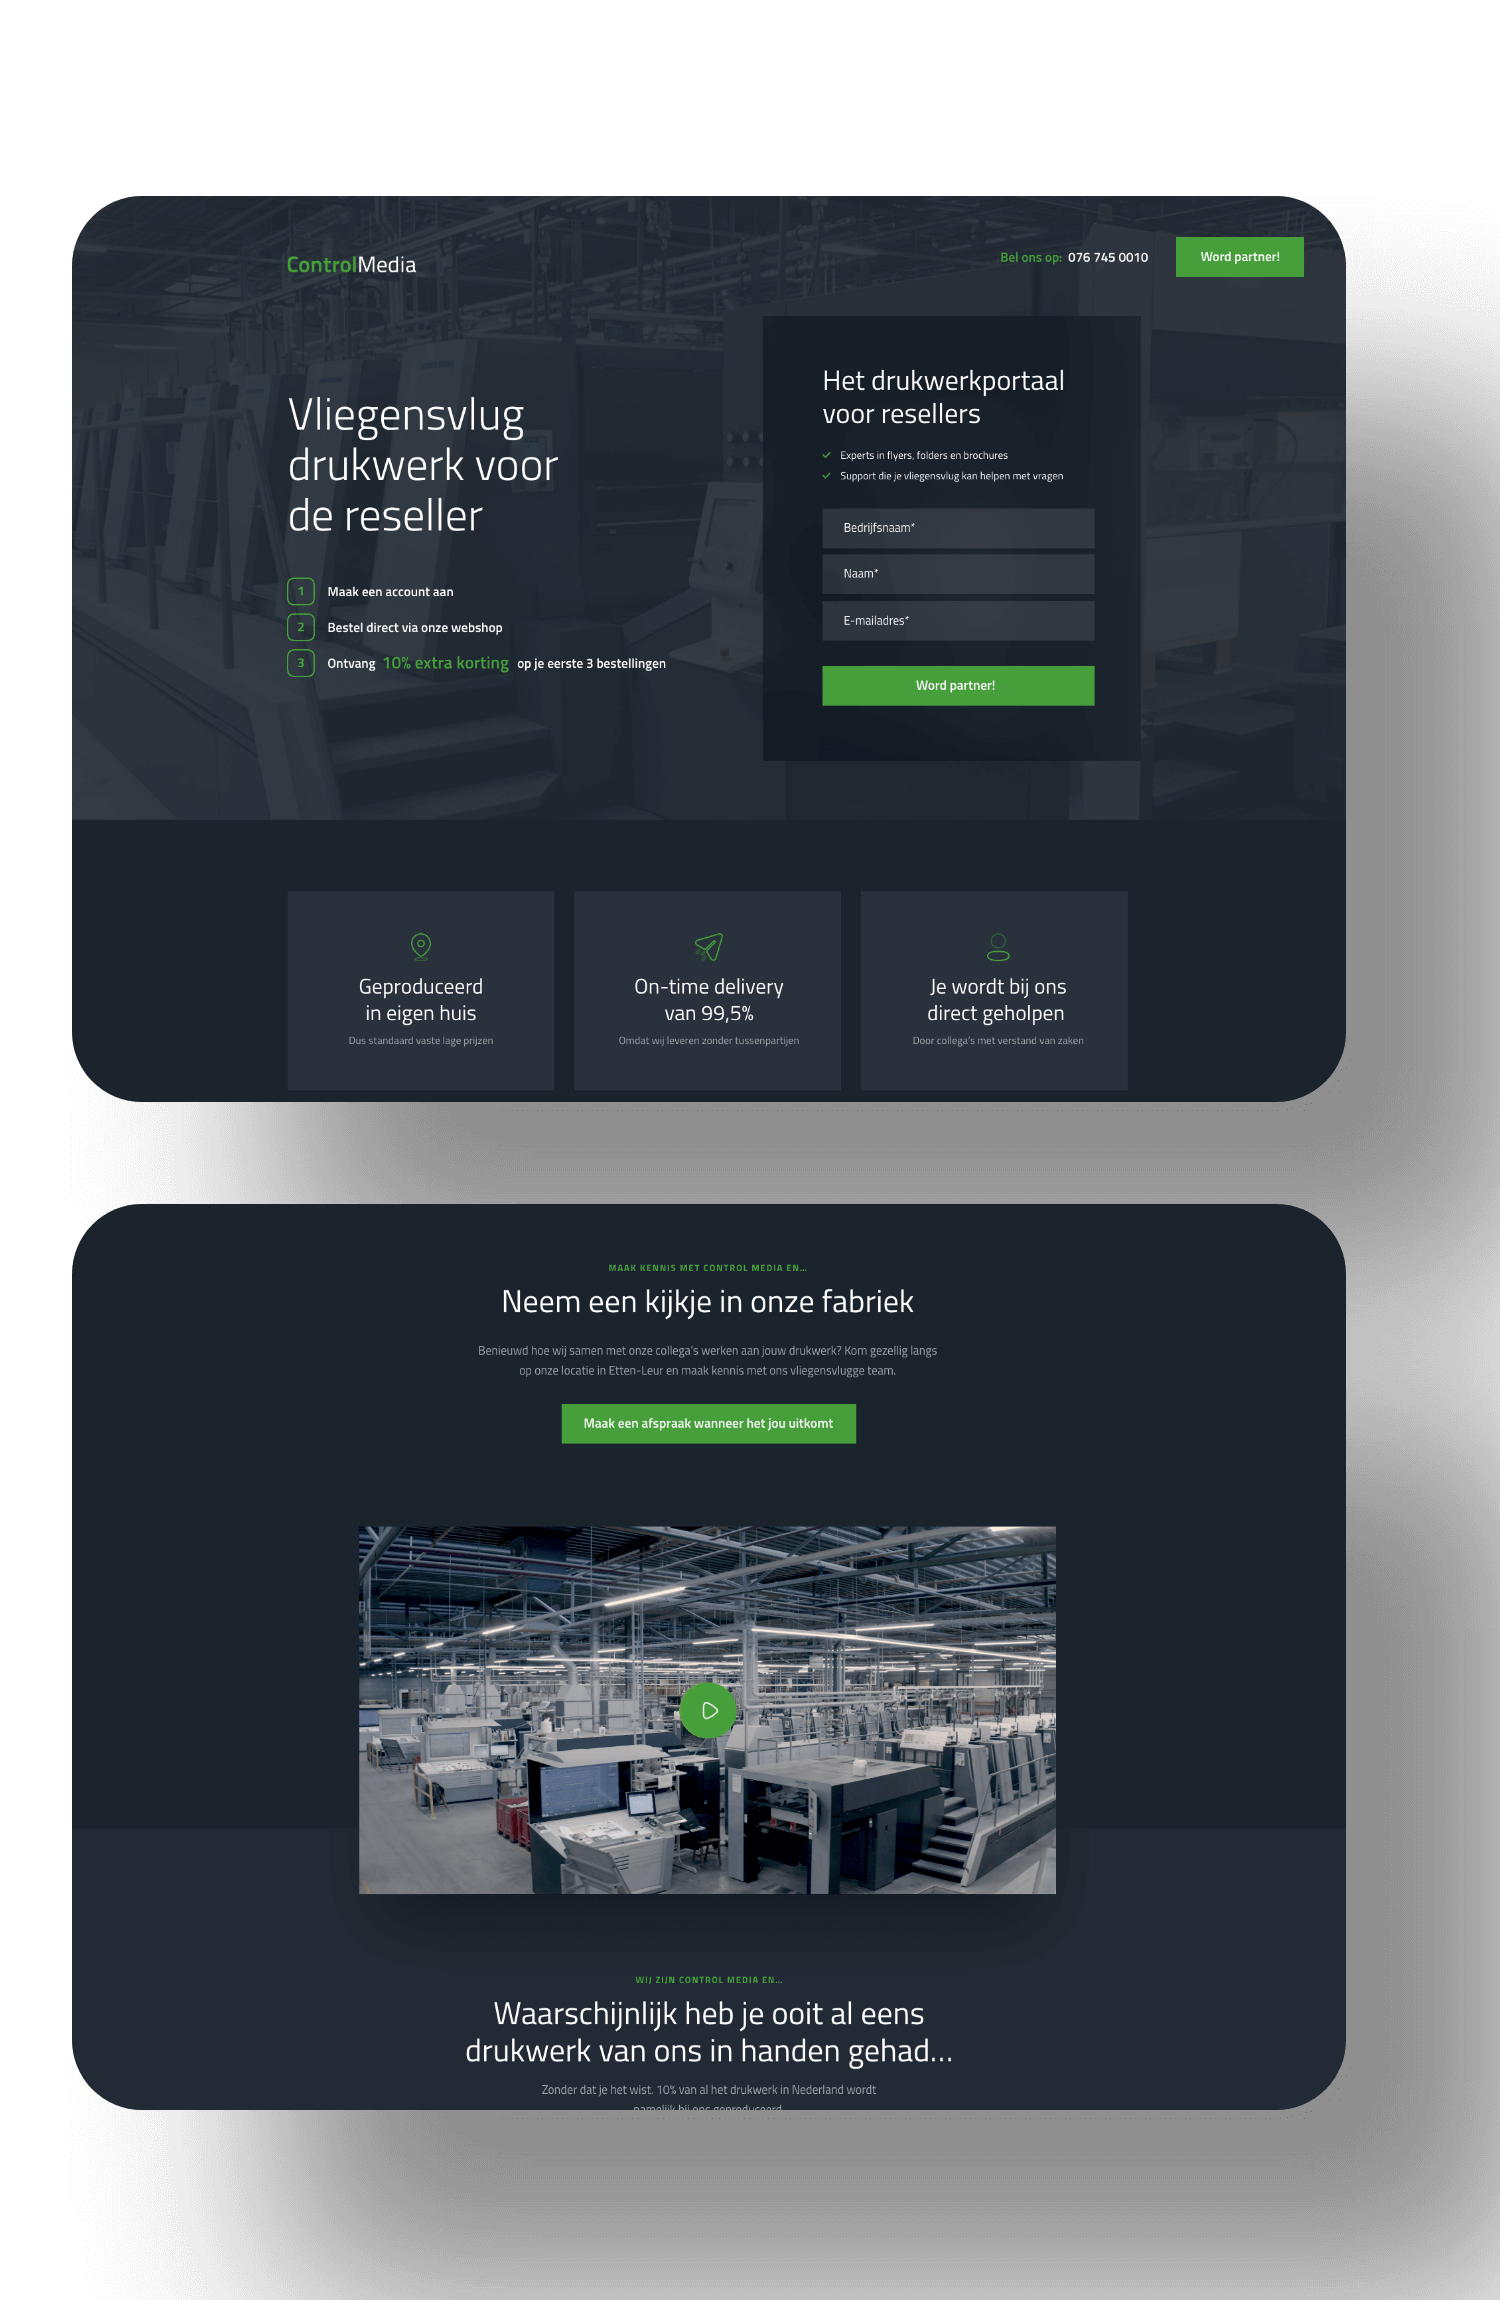 ControlMedia
Bel ons op: 076 745 0010
Word partner!
Vliegensvlug
drukwerk voor
de reseller
1 Maak een account aan
2 Bestel direct via onze webshop
3 Ontvang 10% extra korting op je eerste 3 bestellingen
Het drukwerkportaal
voor resellers
Experts in flyers, folders en brochures
Support die je vliegensvlug kan helpen met vragen
Bedrijfsnaam*
Naam*
E-mailadres*
Word partner!
Geproduceerd
in eigen huis
Dus standaard vaste lage prijzen
On-time delivery
van 99,5%
Omdat wij leveren zonder tussenpartijen
Je wordt bij ons
direct geholpen
Door collega's met verstand van zaken
MAAK KENNIS MET CONTROL MEDIA EN...
Neem een kijkje in onze fabriek
Benieuwd hoe wij samen met onze collega's werken aan jouw drukwerk? Kom gezellig langs
op onze locatie in Etten-Leur en maak kennis met ons vliegensvlugge team.
Maak een afspraak wanneer het jou uitkomt
WIJ ZIJN CONTROL MEDIA EN...
Waarschijnlijk heb je ooit al eens
drukwerk van ons in handen gehad...
Zonder dat je het wist. 10% van al het drukwerk in Nederland wordt
namelijk bij ons geproduceerd